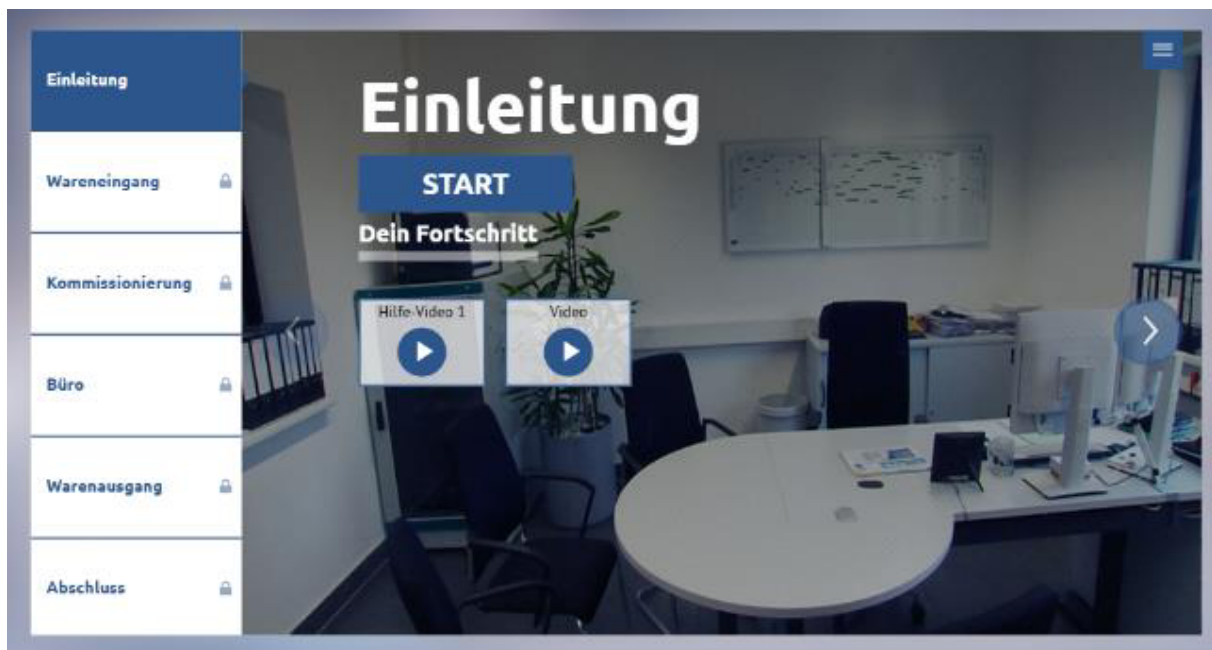 Einleitung
Wareneingang
Kommissionierung
Büro
Warenausgang
Abschluss
Einleitung
START
Dein Fortschritt
Hilfe-Video 1
Video